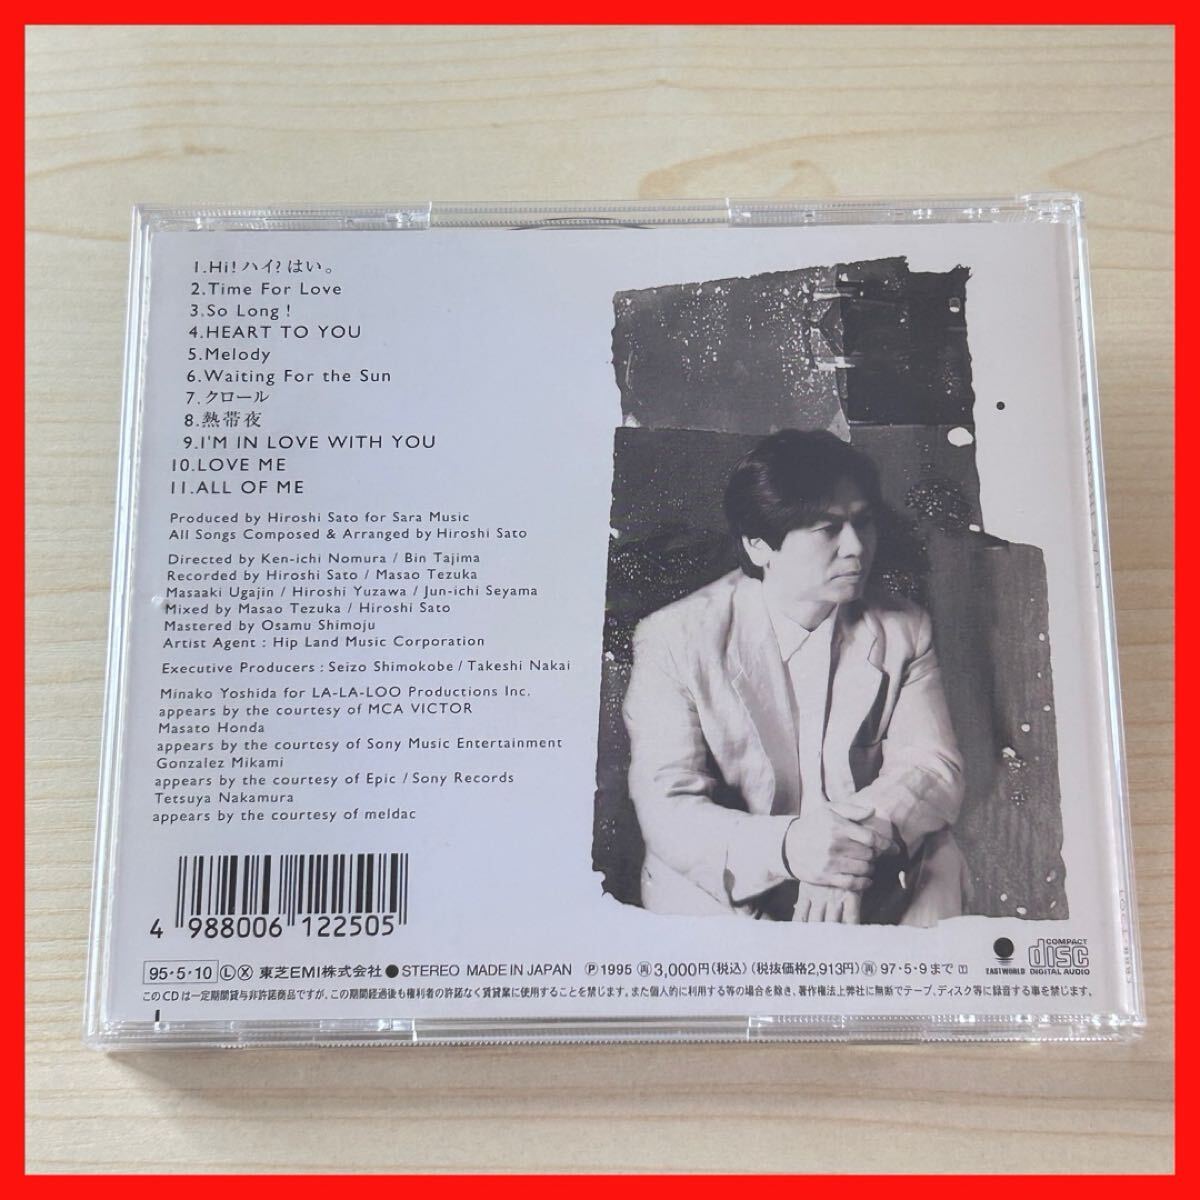 1.Hi! ハイ? はい。
2.Time For Love
3.So Long !
4.HEART TO YOU
5.Melody
6.Waiting For the Sun
7.クロール
8.熱帯夜
9.I'M IN LOVE WITH YOU
10.LOVE ME
11.ALL OF ME
Produced by Hiroshi Sato for Sara Music
All Songs Composed & Arranged by Hiroshi Sato
Directed by Ken-ichi Nomura / Bin Tajima
Recorded by Hiroshi Sato / Masao Tezuka
Masaaki Ugajin / Hiroshi Yuzawa / Jun-ichi Seyama
Mixed by Masao Tezuka / Hiroshi Sato
Mastered by Osamu Shimoju
Artist Agent : Hip Land Music Corporation
Executive Producers : Seizo Shimokobe / Takeshi Nakai
Minako Yoshida for LA-LA-LOO Productions Inc.
appears by the courtesy of MCA VICTOR
Masato Honda
appears by the courtesy of Sony Music Entertainment
Gonzalez Mikami
appears by the courtesy of Epic / Sony Records
Tetsuya Nakamura
appears by the courtesy of meldac
4 988006 122505
EASTWORLD
COMPACT
disc
DIGITAL AUDIO
95・5・10 Ⓛ Ⓧ 東芝EMI株式会社 ● STEREO MADE IN JAPAN Ⓟ 1995 ㊢ 3,000円(税込) (税抜価格2,913円) ㊢ 97・5・9まで
このCDは一定期間貸与非許諾商品ですが、この期間経過後も権利者の許諾なく賃貸業に使用することを禁じます。また個人的に利用する等の場合を除き、著作権法上弊社に無断でテープ、ディスク等に録音する事を禁じます。